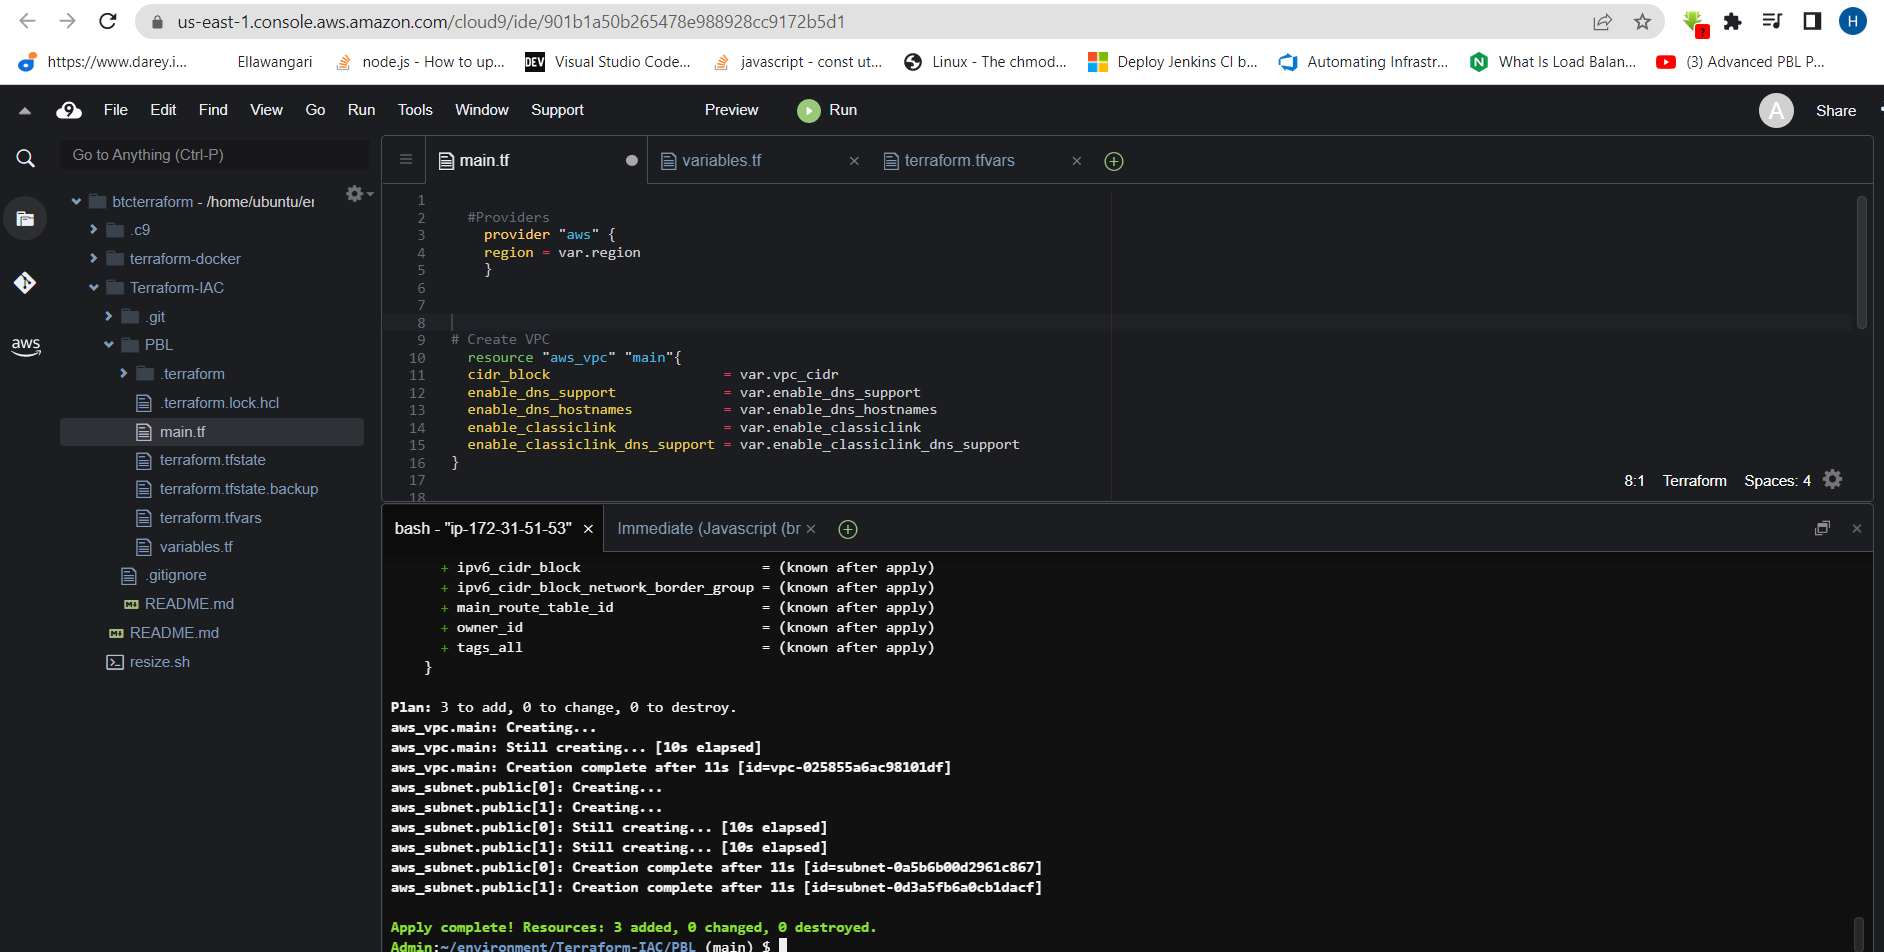 us-east-1.console.aws.amazon.com/cloud9/ide/901b1a50b265478e988928cc9172b5d1
H
?
https://www.darey.i...
Ellawangari
node.js - How to up...
DEV
Visual Studio Code...
javascript - const ut...
Linux - The chmod...
Deploy Jenkins CI b...
Automating Infrastr...
N
What Is Load Balan...
(3) Advanced PBL P...
9
File Edit Find View Go Run Tools Window Support
Preview
Run
A
Share
Go to Anything (Ctrl-P)
btcterraform - /home/ubuntu/er
.c9
terraform-docker
Terraform-IAC
.git
PBL
.terraform
.terraform.lock.hcl
main.tf
terraform.tfstate
terraform.tfstate.backup
terraform.tfvars
variables.tf
.gitignore
README.md
README.md
resize.sh
aws
main.tf
variables.tf
terraform.tfvars
1
2 #Providers
3 provider "aws" {
4 region = var.region
5 }
6
7
8
9 # Create VPC
10 resource "aws_vpc" "main"{
11 cidr_block = var.vpc_cidr
12 enable_dns_support = var.enable_dns_support
13 enable_dns_hostnames = var.enable_dns_hostnames
14 enable_classiclink = var.enable_classiclink
15 enable_classiclink_dns_support = var.enable_classiclink_dns_support
16 }
17
18
8:1 Terraform Spaces: 4
bash - "ip-172-31-51-53"
Immediate (Javascript (br
+ ipv6_cidr_block = (known after apply)
+ ipv6_cidr_block_network_border_group = (known after apply)
+ main_route_table_id = (known after apply)
+ owner_id = (known after apply)
+ tags_all = (known after apply)
}
Plan: 3 to add, 0 to change, 0 to destroy.
aws_vpc.main: Creating...
aws_vpc.main: Still creating... [10s elapsed]
aws_vpc.main: Creation complete after 11s [id=vpc-025855a6ac98101df]
aws_subnet.public[0]: Creating...
aws_subnet.public[1]: Creating...
aws_subnet.public[0]: Still creating... [10s elapsed]
aws_subnet.public[1]: Still creating... [10s elapsed]
aws_subnet.public[0]: Creation complete after 11s [id=subnet-0a5b6b00d2961c867]
aws_subnet.public[1]: Creation complete after 11s [id=subnet-0d3a5fb6a0cb1dacf]
Apply complete! Resources: 3 added, 0 changed, 0 destroyed.
Admin:~/environment/Terraform-IAC/PBL (main) $